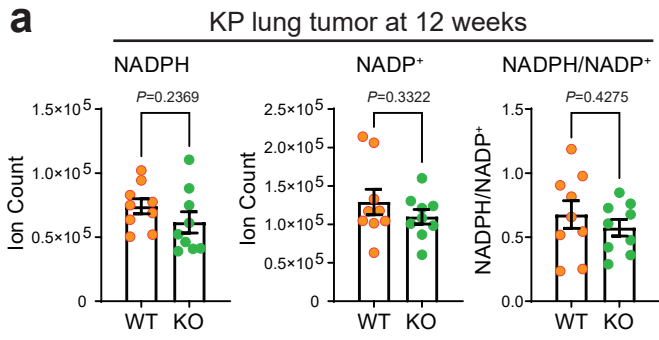 a
KP lung tumor at 12 weeks
NADPH
P=0.2369
Ion Count
1.5×10⁵
1.0×10⁵
0.5×10⁵
0
WT KO
NADP⁺
P=0.3322
Ion Count
2.5×10⁵
2.0×10⁵
1.5×10⁵
1.0×10⁵
0.5×10⁵
0
WT KO
NADPH/NADP⁺
P=0.4275
NADPH/NADP⁺
1.5
1.0
0.5
0.0
WT KO